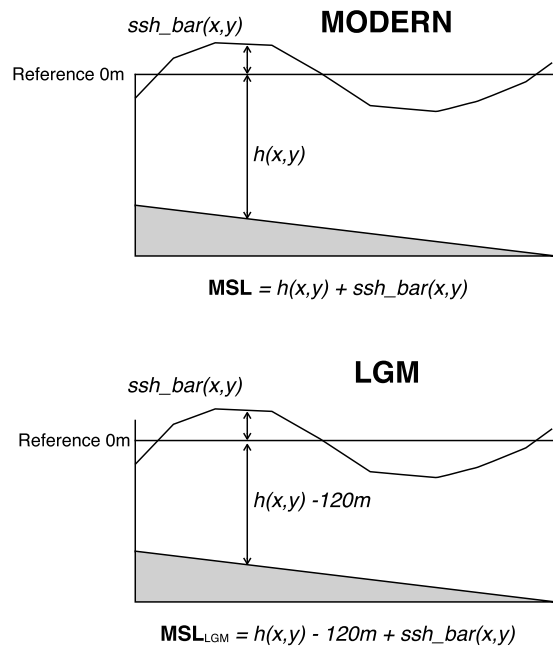 MODERN
ssh_bar(x,y)
Reference 0m
h(x,y)
MSL = h(x,y) + ssh_bar(x,y)
LGM
ssh_bar(x,y)
Reference 0m
h(x,y) -120m
MSLLGM = h(x,y) - 120m + ssh_bar(x,y)